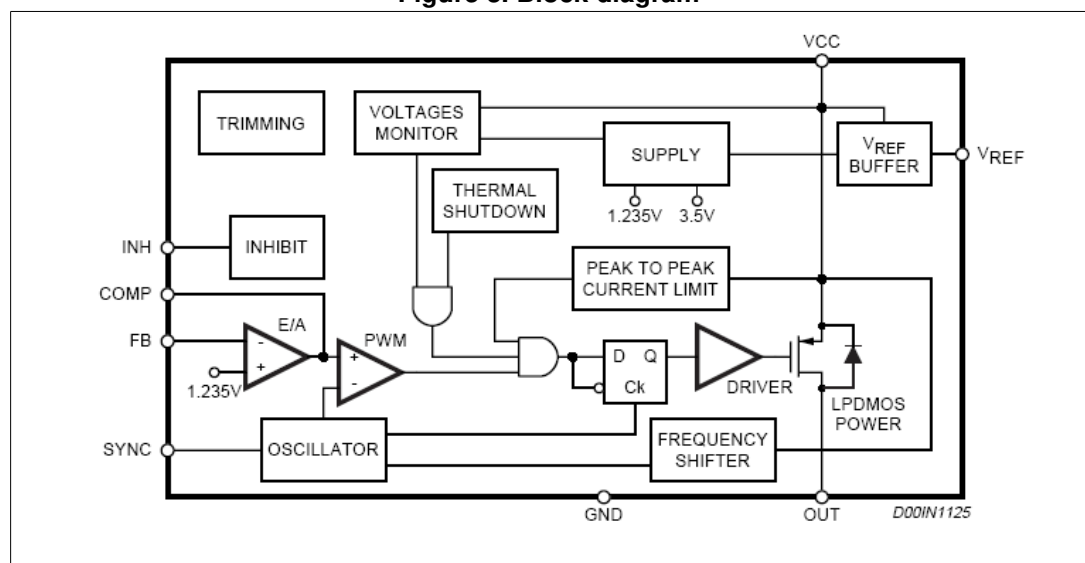 Figure 3. Block diagram
VCC
TRIMMING
VOLTAGES
MONITOR
SUPPLY
VREF
BUFFER
VREF
THERMAL
SHUTDOWN
1.235V
3.5V
INH
INHIBIT
PEAK TO PEAK
CURRENT LIMIT
COMP
E/A
PWM
FB
-
+
1.235V
+
-
D Q
Ck
DRIVER
LPDMOS
POWER
SYNC
OSCILLATOR
FREQUENCY
SHIFTER
GND
OUT
D00IN1125